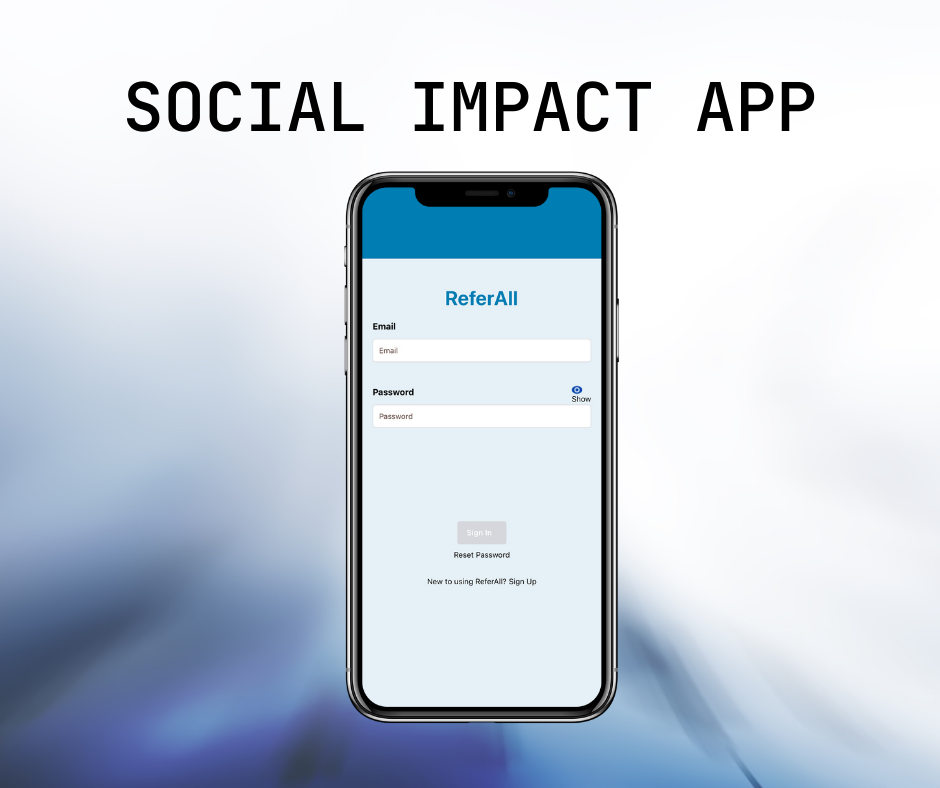 SOCIAL IMPACT APP
ReferAll
Email
Email
Password
Show
Password
Sign In
Reset Password
New to using ReferAll? Sign Up